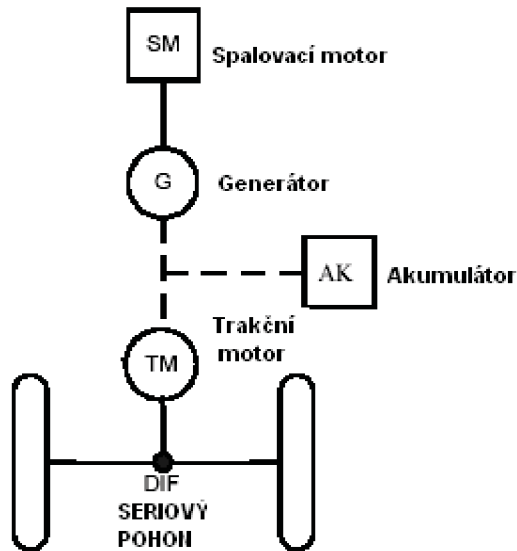 SM
Spalovací motor
G
Generátor
AK
Akumulátor
Trakční
motor
TM
DIF
SERIOVÝ
POHON